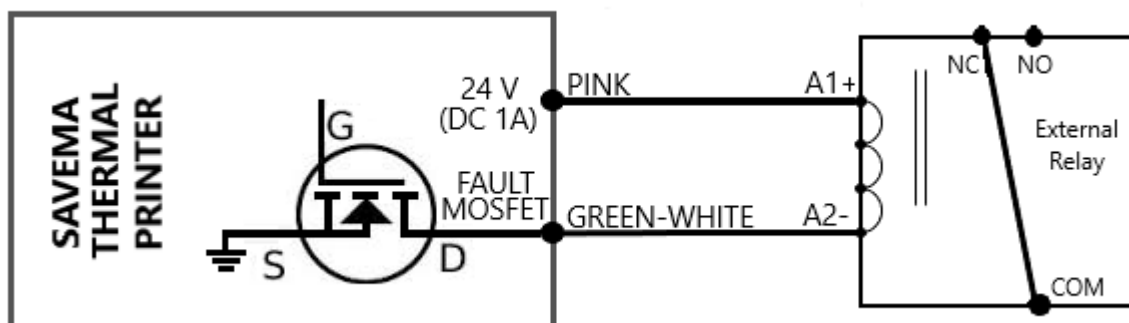 SAVEMA
THERMAL
PRINTER
G
S
D
24 V
(DC 1A)
FAULT
MOSFET
PINK
GREEN-WHITE
A1+
A2-
NC
NO
External
Relay
COM